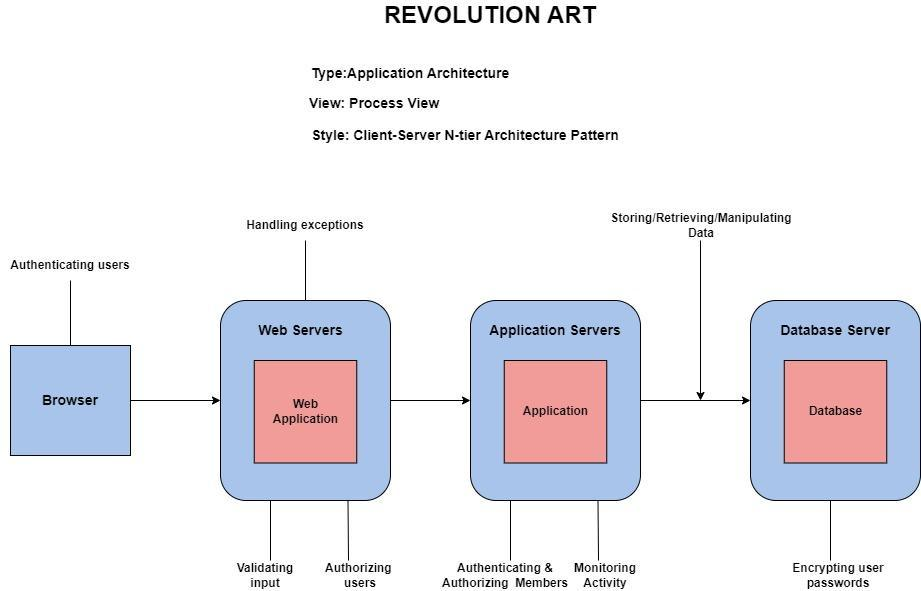 REVOLUTION ART
Type:Application Architecture
View: Process View
Style: Client-Server N-tier Architecture Pattern
Storing/Retrieving/Manipulating
Data
Handling exceptions
Authenticating users
Web Servers
Application Servers
Database Server
Browser
Web
Application
Application
Database
Validating
input
Authorizing
users
Authenticating &
Authorizing Members
Monitoring
Activity
Encrypting user
passwords